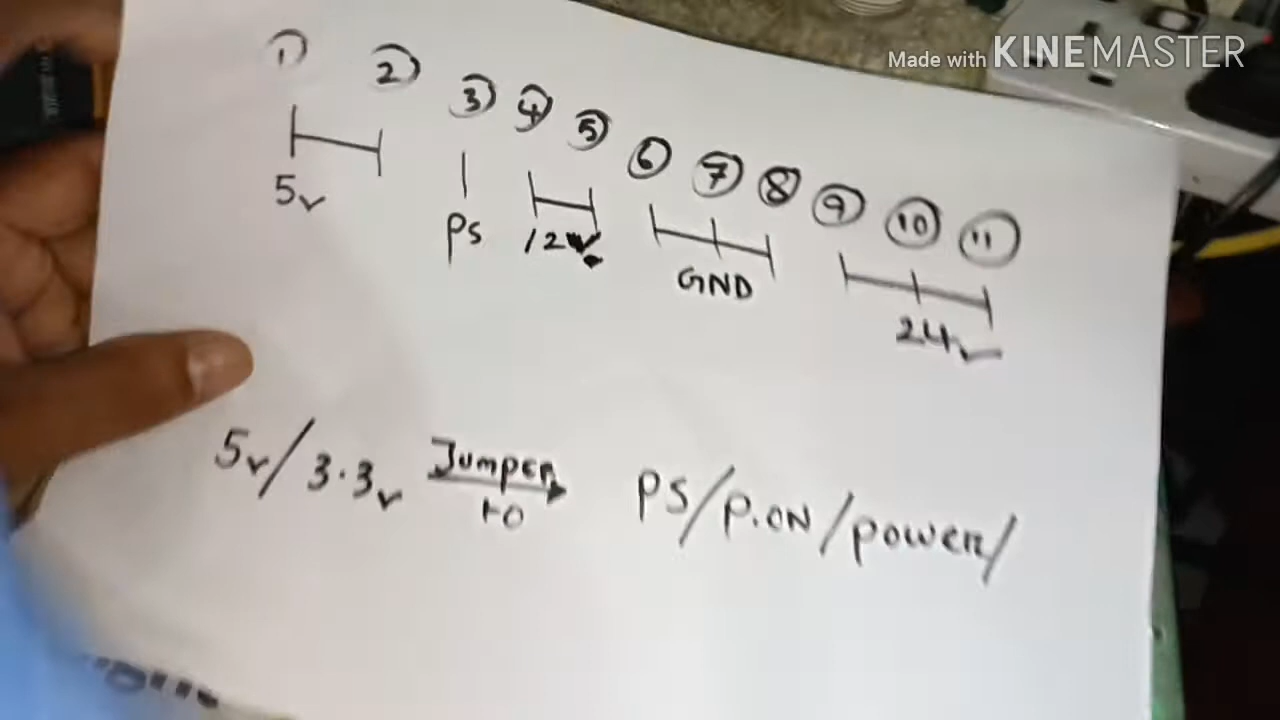 Made with KINEMASTER
1 2 3 4 5 6 7 8 9 10 11
5v PS 12v GND 24v
5v/3.3v Jumper to PS/P.ON/POWER/